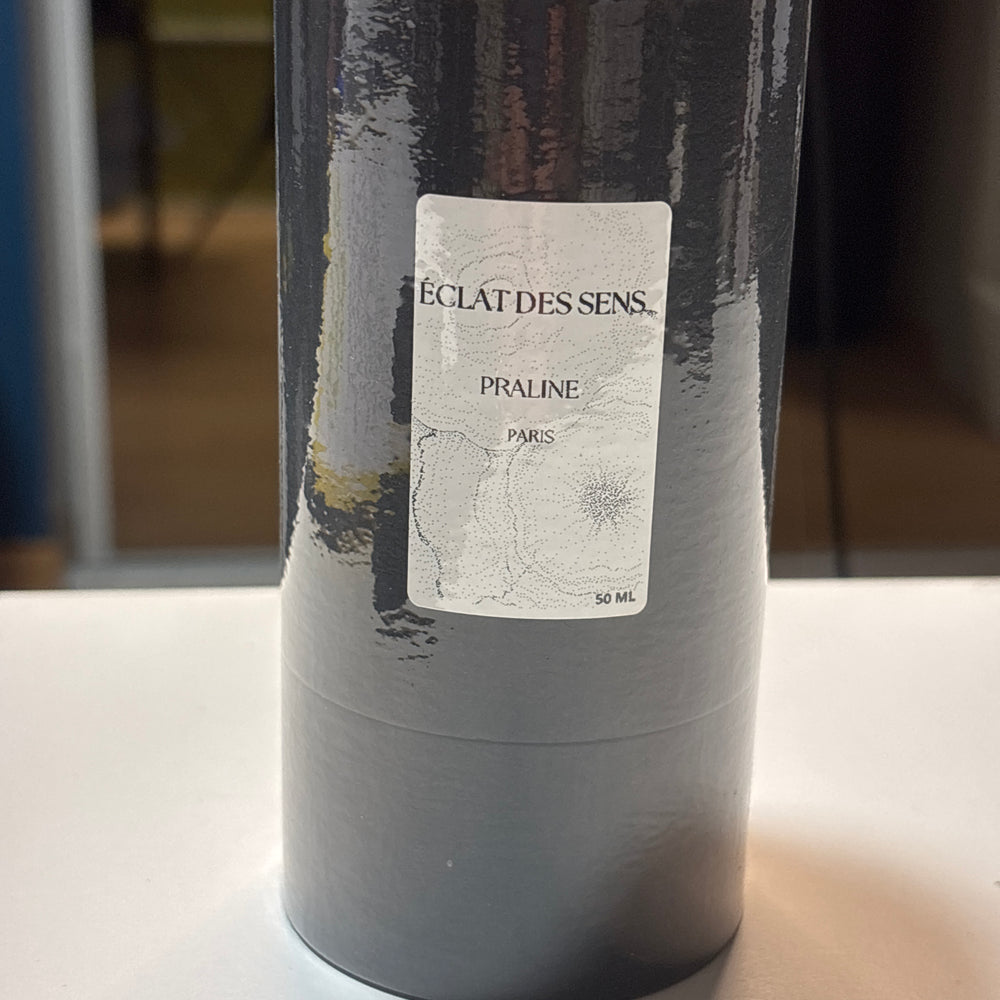 ÉCLAT DES SENS
PRALINE
PARIS
50 ML